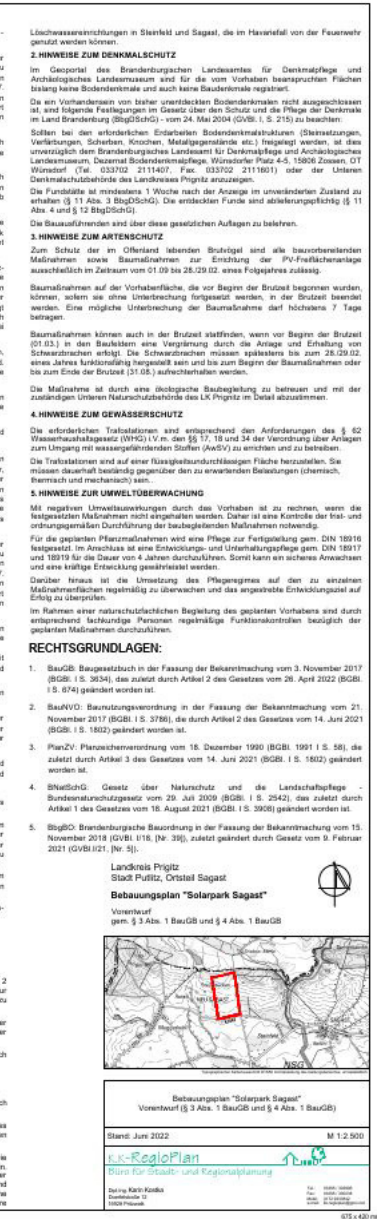 Löschwassereinrichtungen in Steinfeld und Sagast, die im Havariefall von der Feuerwehr
genutzt werden können.
2. HINWEISE ZUM DENKMALSCHUTZ
Im Geoportal des Brandenburgischen Landesamtes für Denkmalpflege und
Archäologisches Landesmuseum sind für die vom Vorhaben beanspruchten Flächen
bislang keine Bodendenkmale und auch keine Baudenkmale registriert.
Da ein Vorhandensein von bisher unentdeckten Bodendenkmalen nicht ausgeschlossen
ist, sind folgende Festlegungen im Gesetz über den Schutz und die Pflege der Denkmale
im Land Brandenburg (BbgDSchG) - vom 24. Mai 2004 (GVBl. I, S. 215) zu beachten:
Sollten bei den erforderlichen Erdarbeiten Bodendenkmalstrukturen (Steinsetzungen,
Verfärbungen, Scherben, Knochen, Metallgegenstände etc.) freigelegt werden, ist dies
unverzüglich dem Brandenburgischen Landesamt für Denkmalpflege und Archäologisches
Landesmuseum, Dezernat Bodendenkmalpflege, Wünsdorfer Platz 4-5, 15806 Zossen, OT
Wünsdorf (Tel. 033702 2111407, Fax. 033702 2111601) oder der Unteren
Denkmalschutzbehörde des Landkreises Prignitz anzuzeigen.
Die Fundstätte ist mindestens 1 Woche nach der Anzeige im unveränderten Zustand zu
erhalten (§ 11 Abs. 3 BbgDSchG). Die entdeckten Funde sind ablieferungspflichtig (§ 11
Abs. 4 und § 12 BbgDSchG).
Die Bauausführenden sind über diese gesetzlichen Auflagen zu belehren.
3. HINWEISE ZUM ARTENSCHUTZ
Zum Schutz der im Offenland lebenden Brutvögel sind alle bauvorbereitenden
Maßnahmen sowie Baumaßnahmen zur Errichtung der PV-Freiflächenanlage
ausschließlich im Zeitraum vom 01.09 bis 28./29.02. eines Folgejahres zulässig.
Baumaßnahmen auf der Vorhabenfläche, die vor Beginn der Brutzeit begonnen wurden,
können, sofern sie ohne Unterbrechung fortgesetzt werden, in der Brutzeit beendet
werden. Eine mögliche Unterbrechung der Baumaßnahme darf höchstens 7 Tage
betragen.
Baumaßnahmen können auch in der Brutzeit stattfinden, wenn vor Beginn der Brutzeit
(01.03.) in den Baufeldern eine Vergrämung durch die Anlage und Erhaltung von
Schwarzbrachen erfolgt. Die Schwarzbrachen müssen spätestens bis zum 28./29.02.
eines Jahres funktionsfähig hergestellt sein und bis zum Beginn der Baumaßnahmen oder
bis zum Ende der Brutzeit (31.08.) aufrechterhalten werden.
Die Maßnahme ist durch eine ökologische Baubegleitung zu betreuen und mit der
zuständigen Unteren Naturschutzbehörde des LK Prignitz im Detail abzustimmen.
4. HINWEISE ZUM GEWÄSSERSCHUTZ
Die erforderlichen Trafostationen sind entsprechend den Anforderungen des § 62
Wasserhaushaltsgesetz (WHG) i.V.m. den §§ 17, 18 und 34 der Verordnung über Anlagen
zum Umgang mit wassergefährdenden Stoffen (AwSV) zu errichten und zu betreiben.
Die Trafostationen sind auf einer flüssigkeitsundurchlässigen Fläche herzustellen. Sie
müssen dauerhaft beständig gegenüber den zu erwartenden Belastungen (chemisch,
thermisch und mechanisch) sein.
5. HINWEISE ZUR UMWELTÜBERWACHUNG
Mit negativen Umweltauswirkungen durch das Vorhaben ist zu rechnen, wenn die
festgesetzten Maßnahmen nicht eingehalten werden. Daher ist eine Kontrolle der frist- und
ordnungsgemäßen Durchführung der baubegleitenden Maßnahmen notwendig.
Für die geplanten Pflanzmaßnahmen wird eine Pflege zur Fertigstellung gem. DIN 18916
festgesetzt. Im Anschluss ist eine Entwicklungs- und Unterhaltungspflege gem. DIN 18917
und 18919 für die Dauer von 4 Jahren durchzuführen. Somit kann ein sicheres Anwachsen
und eine kräftige Entwicklung gewährleistet werden.
Darüber hinaus ist die Umsetzung des Pflegeregimes auf den zu einzelnen
Maßnahmenflächen regelmäßig zu überwachen und das angestrebte Entwicklungsziel auf
Erfolg zu überprüfen.
Im Rahmen einer naturschutzfachlichen Begleitung des geplanten Vorhabens sind durch
entsprechend fachkundige Personen regelmäßige Funktionskontrollen bezüglich der
geplanten Maßnahmen durchzuführen.
RECHTSGRUNDLAGEN:
1. BauGB: Baugesetzbuch in der Fassung der Bekanntmachung vom 3. November 2017
(BGBl. I S. 3634), das zuletzt durch Artikel 2 des Gesetzes vom 26. April 2022 (BGBl.
I S. 674) geändert worden ist.
2. BauNVO: Baunutzungsverordnung in der Fassung der Bekanntmachung vom 21.
November 2017 (BGBl. I S. 3786), die durch Artikel 2 des Gesetzes vom 14. Juni 2021
(BGBl. I S. 1802) geändert worden ist.
3. PlanZV: Planzeichenverordnung vom 18. Dezember 1990 (BGBl. 1991 I S. 58), die
zuletzt durch Artikel 3 des Gesetzes vom 14. Juni 2021 (BGBl. I S. 1802) geändert
worden ist.
4. BNatSchG: Gesetz über Naturschutz und die Landschaftspflege -
Bundesnaturschutzgesetz vom 29. Juli 2009 (BGBl. I S. 2542), das zuletzt durch
Artikel 1 des Gesetzes vom 18. August 2021 (BGBl. I S. 3908) geändert worden ist.
5. BbgBO: Brandenburgische Bauordnung in der Fassung der Bekanntmachung vom 15.
November 2018 (GVBl. I/18, [Nr. 39]), zuletzt geändert durch Gesetz vom 9. Februar
2021 (GVBl.I/21, [Nr. 5]).
Landkreis Prigitz
Stadt Putlitz, Ortsteil Sagast
Bebauungsplan "Solarpark Sagast"
Vorentwurf
gem. § 3 Abs. 1 BauGB und § 4 Abs. 1 BauGB
NSG
Bebauungsplan "Solarpark Sagast"
Vorentwurf (§ 3 Abs. 1 BauGB und § 4 Abs. 1 BauGB)
Stand: Juni 2022 M 1:2.500
K.K-RegioPlan
Büro für Stadt- und Regionalplanung
Dipl.Ing. Karin Kostka
16928 Pritzwalk
675 x 420 mm